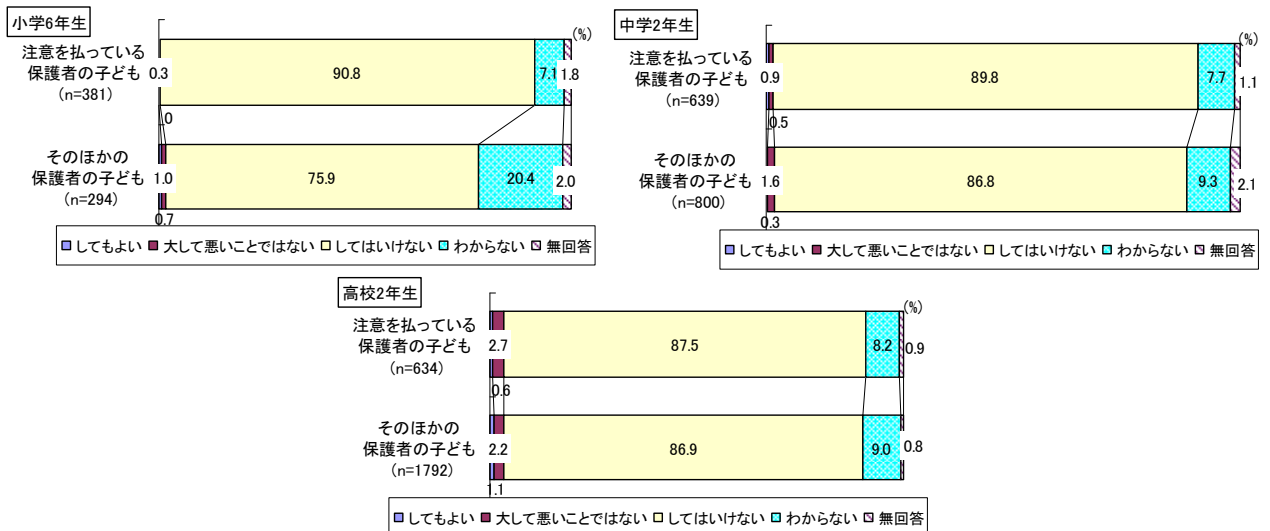 小学6年生
(%)
注意を払っている
保護者の子ども
(n=381)
0.3
90.8
7.1
1.8
0
そのほかの
保護者の子ども
(n=294)
1.0
75.9
20.4
2.0
0.7
してもよい 大して悪いことではない してはいけない わからない 無回答
中学2年生
(%)
注意を払っている
保護者の子ども
(n=639)
0.9
89.8
7.7
1.1
0.5
そのほかの
保護者の子ども
(n=800)
1.6
86.8
9.3
2.1
0.3
してもよい 大して悪いことではない してはいけない わからない 無回答
高校2年生
(%)
注意を払っている
保護者の子ども
(n=634)
2.7
87.5
8.2
0.9
0.6
そのほかの
保護者の子ども
(n=1792)
2.2
86.9
9.0
0.8
1.1
してもよい 大して悪いことではない してはいけない わからない 無回答